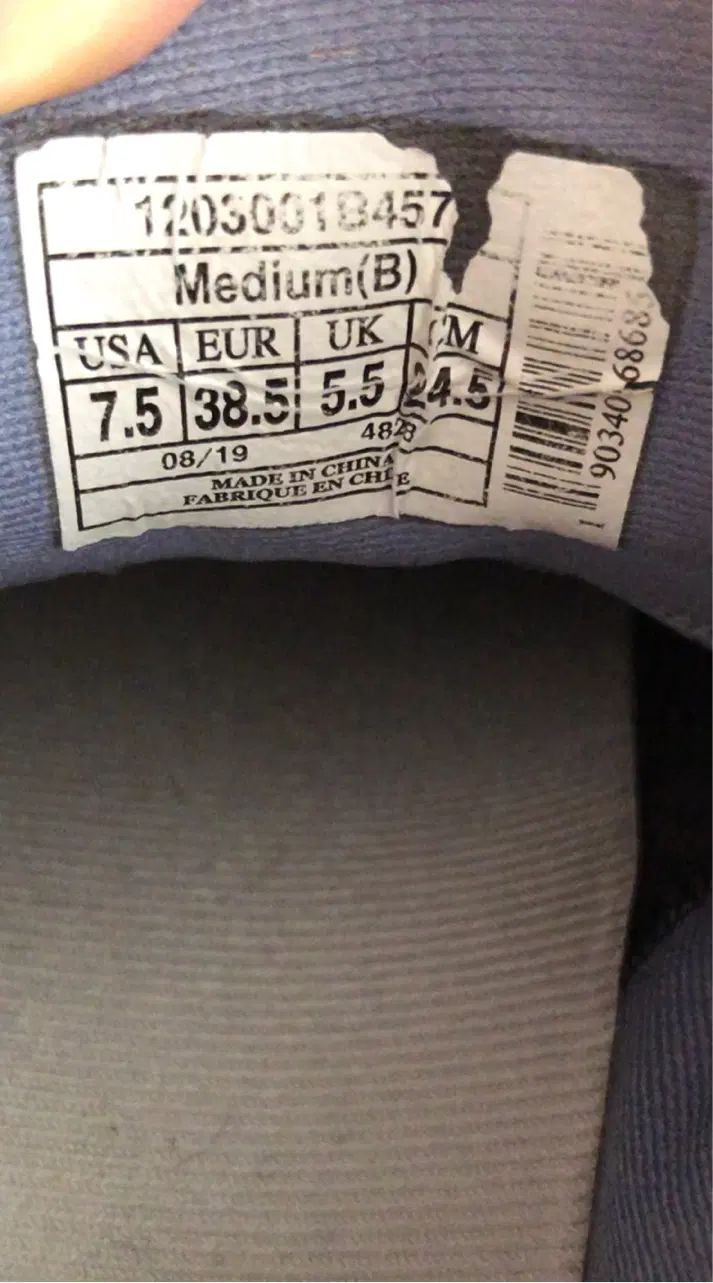 1203001B457
Medium(B)
USA EUR UK CM
7.5 38.5 5.5 24.5
08/19 4828
MADE IN CHINA
FABRIQUE EN CHINE
90340 68683